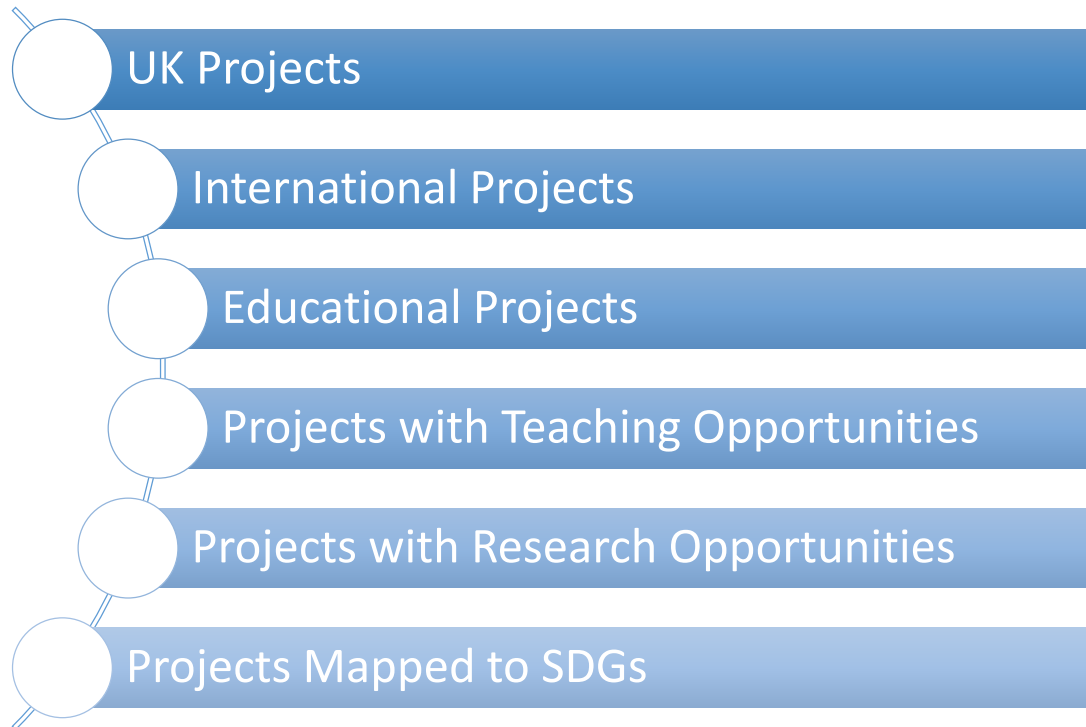 UK Projects
International Projects
Educational Projects
Projects with Teaching Opportunities
Projects with Research Opportunities
Projects Mapped to SDGs